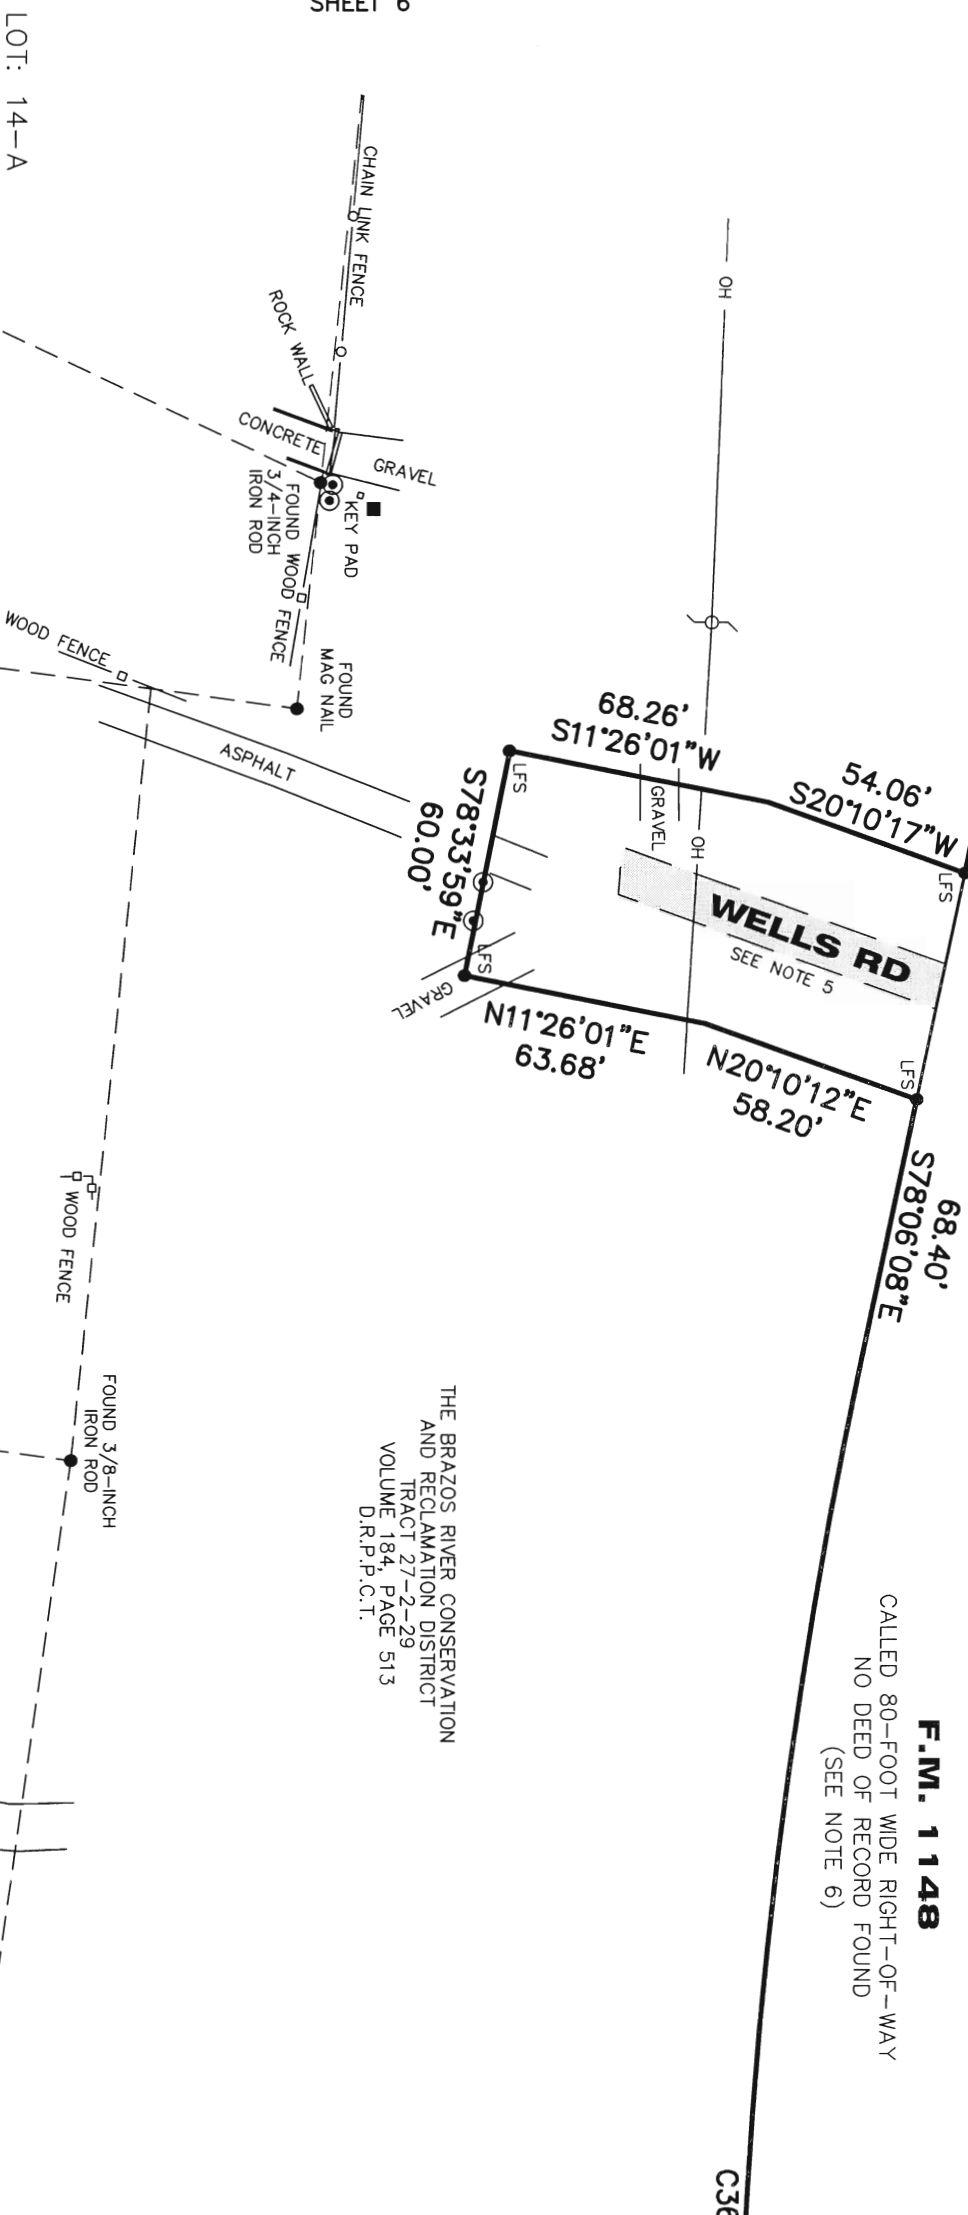 SHEET 6
LOT: 14-A
CHAIN LINK FENCE
ROCK WALL
CONCRETE
GRAVEL
KEY PAD
FOUND
3/4-INCH
IRON ROD
WOOD FENCE
WOOD FENCE
FOUND
MAG NAIL
ASPHALT
OH
68.26'
S11°26'01"W
54.06'
S20°10'17"W
LFS
LFS
GRAVEL
OH
WELLS RD
SEE NOTE 5
S78°33'59"E
60.00'
LFS
GRAVEL
N11°26'01"E
63.68'
N20°10'12"E
58.20'
LFS
68.40'
S78°06'08"E
WOOD FENCE
FOUND 3/8-INCH
IRON ROD
THE BRAZOS RIVER CONSERVATION
AND RECLAMATION DISTRICT
TRACT 27-2-29
VOLUME 184, PAGE 513
D.R.P.P.C.T.
F.M. 1148
CALLED 80-FOOT WIDE RIGHT-OF-WAY
NO DEED OF RECORD FOUND
(SEE NOTE 6)
C36